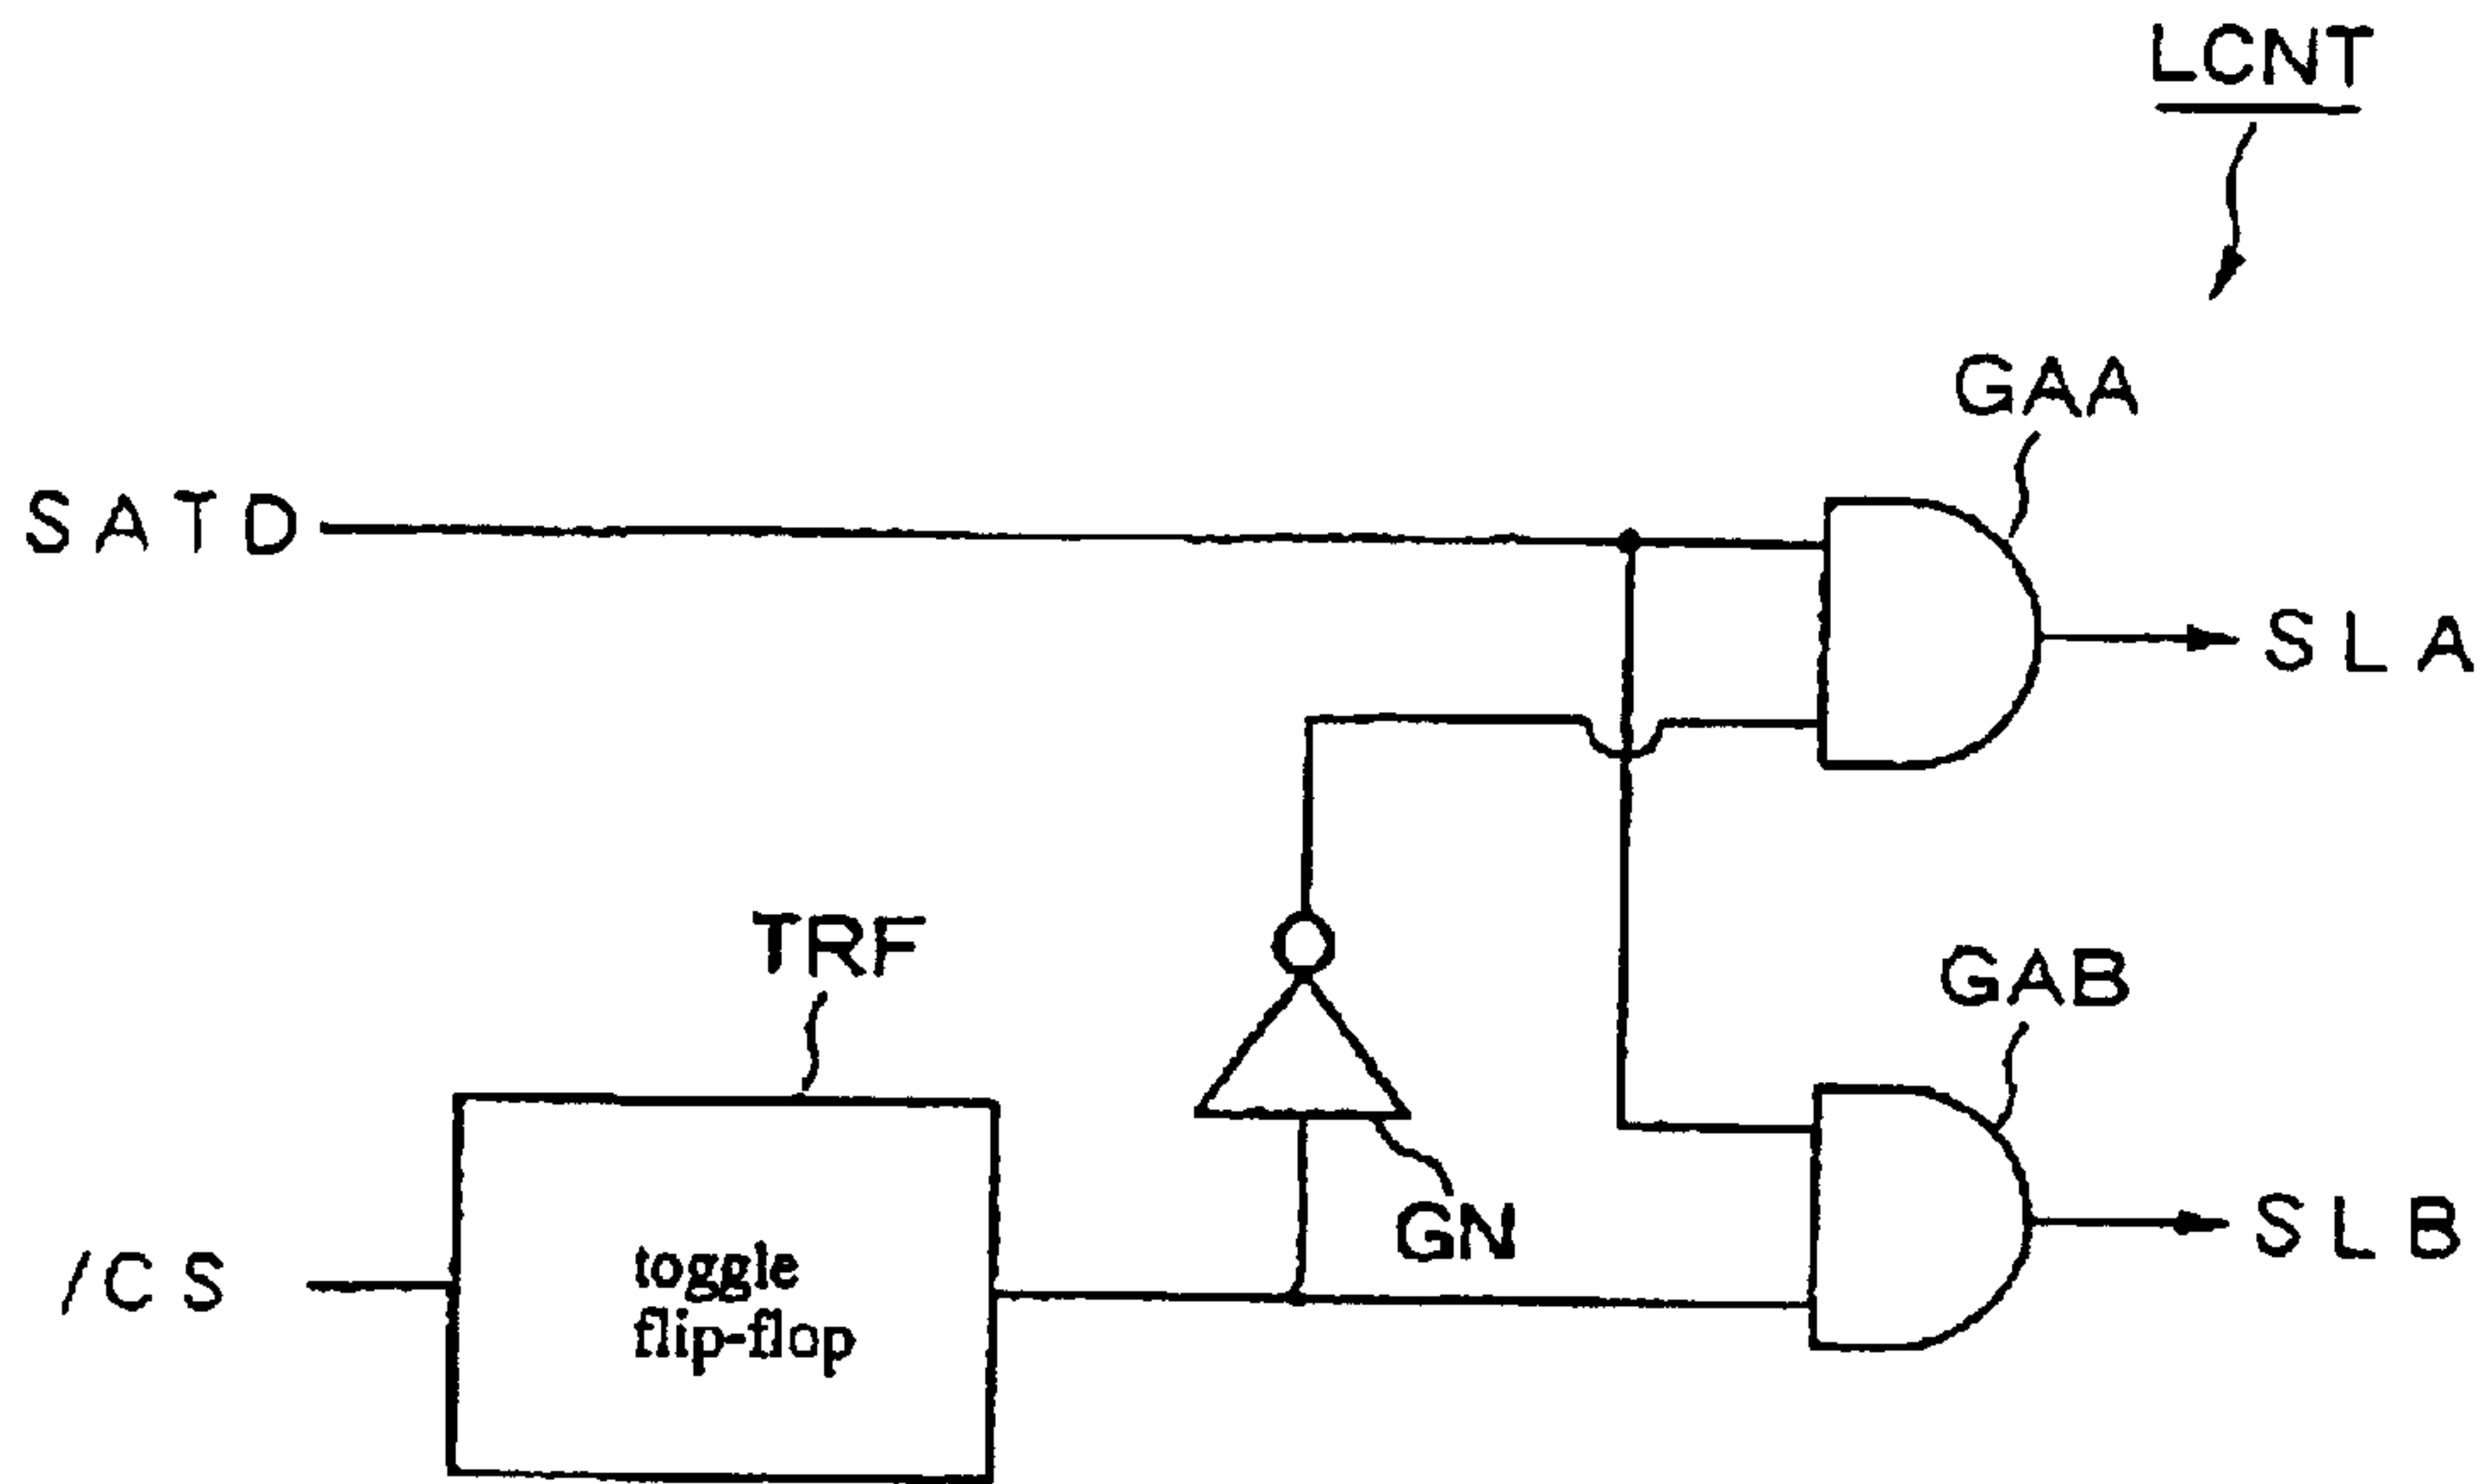 LCNT
GAA
SATD
SLA
TRF
GAB
GN
SLB
/CS
toggle
flip-flop